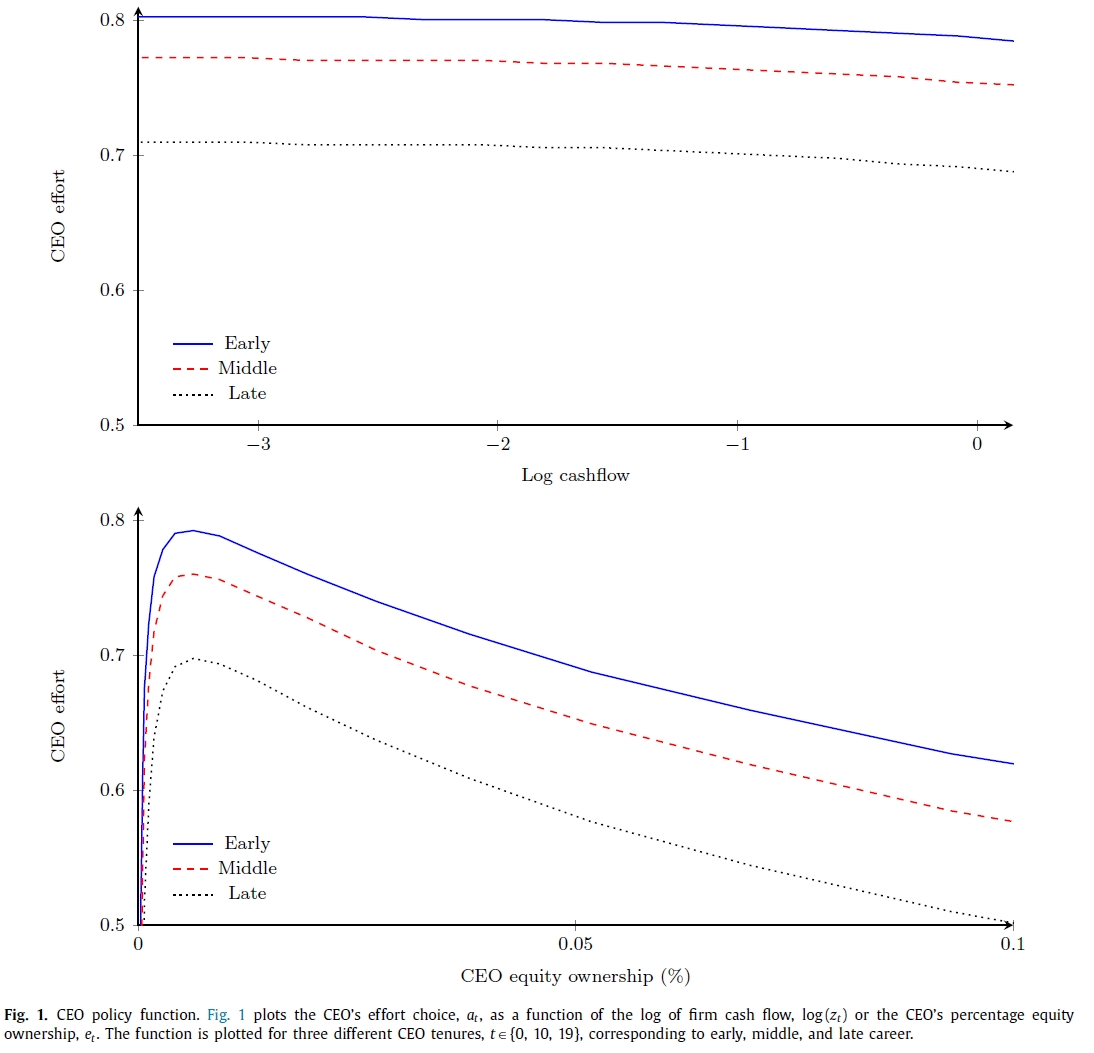 0.8
0.7
0.6
0.5
CEO effort
Early
Middle
Late
−3
−2
−1
0
Log cashflow
0.8
0.7
0.6
0.5
CEO effort
Early
Middle
Late
0
0.05
0.1
CEO equity ownership (%)
Fig. 1. CEO policy function. Fig. 1 plots the CEO's effort choice, aₜ, as a function of the log of firm cash flow, log(zₜ) or the CEO's percentage equity
ownership, eₜ. The function is plotted for three different CEO tenures, t∈{0, 10, 19}, corresponding to early, middle, and late career.